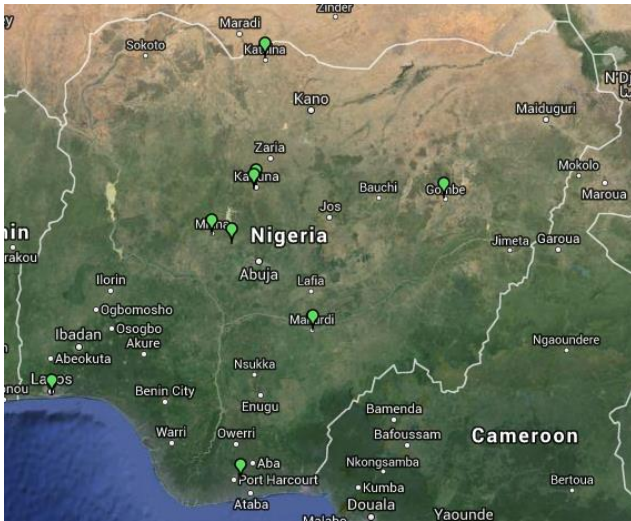 Zinder
Maradi
Sokoto
Katsina
N'D
Kano
Maiduguri
Zaria
Mokolo
Kaduna
Bauchi
Gombe
Maroua
Jos
Minna
Nigeria
Jimeta
Garoua
rakou
Abuja
Ilorin
Lafia
Ogbomosho
Makurdi
Osogbo
Ibadan
Akure
Ngaoundere
Abeokuta
Nsukka
Lagos
onou
Benin City
Enugu
Bamenda
Warri
Owerri
Bafoussam
Cameroon
Aba
Nkongsamba
Port Harcourt
Kumba
Bertoua
Ataba
Douala
Yaounde